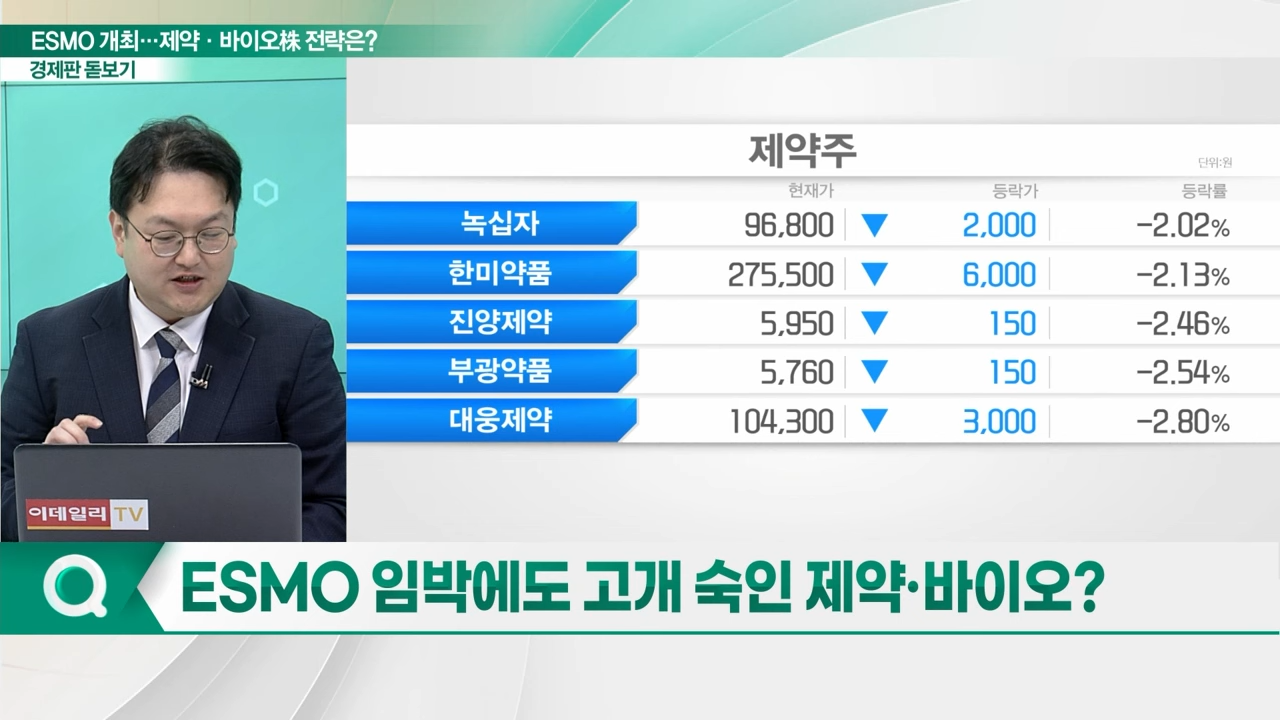 ESMO 개최…제약·바이오株 전략은?
경제판 돋보기
제약주
단위:원
현재가 등락가 등락률
녹십자 96,800 ▼ 2,000 -2.02%
한미약품 275,500 ▼ 6,000 -2.13%
진양제약 5,950 ▼ 150 -2.46%
부광약품 5,760 ▼ 150 -2.54%
대웅제약 104,300 ▼ 3,000 -2.80%
이데일리TV
ESMO 임박에도 고개 숙인 제약·바이오?